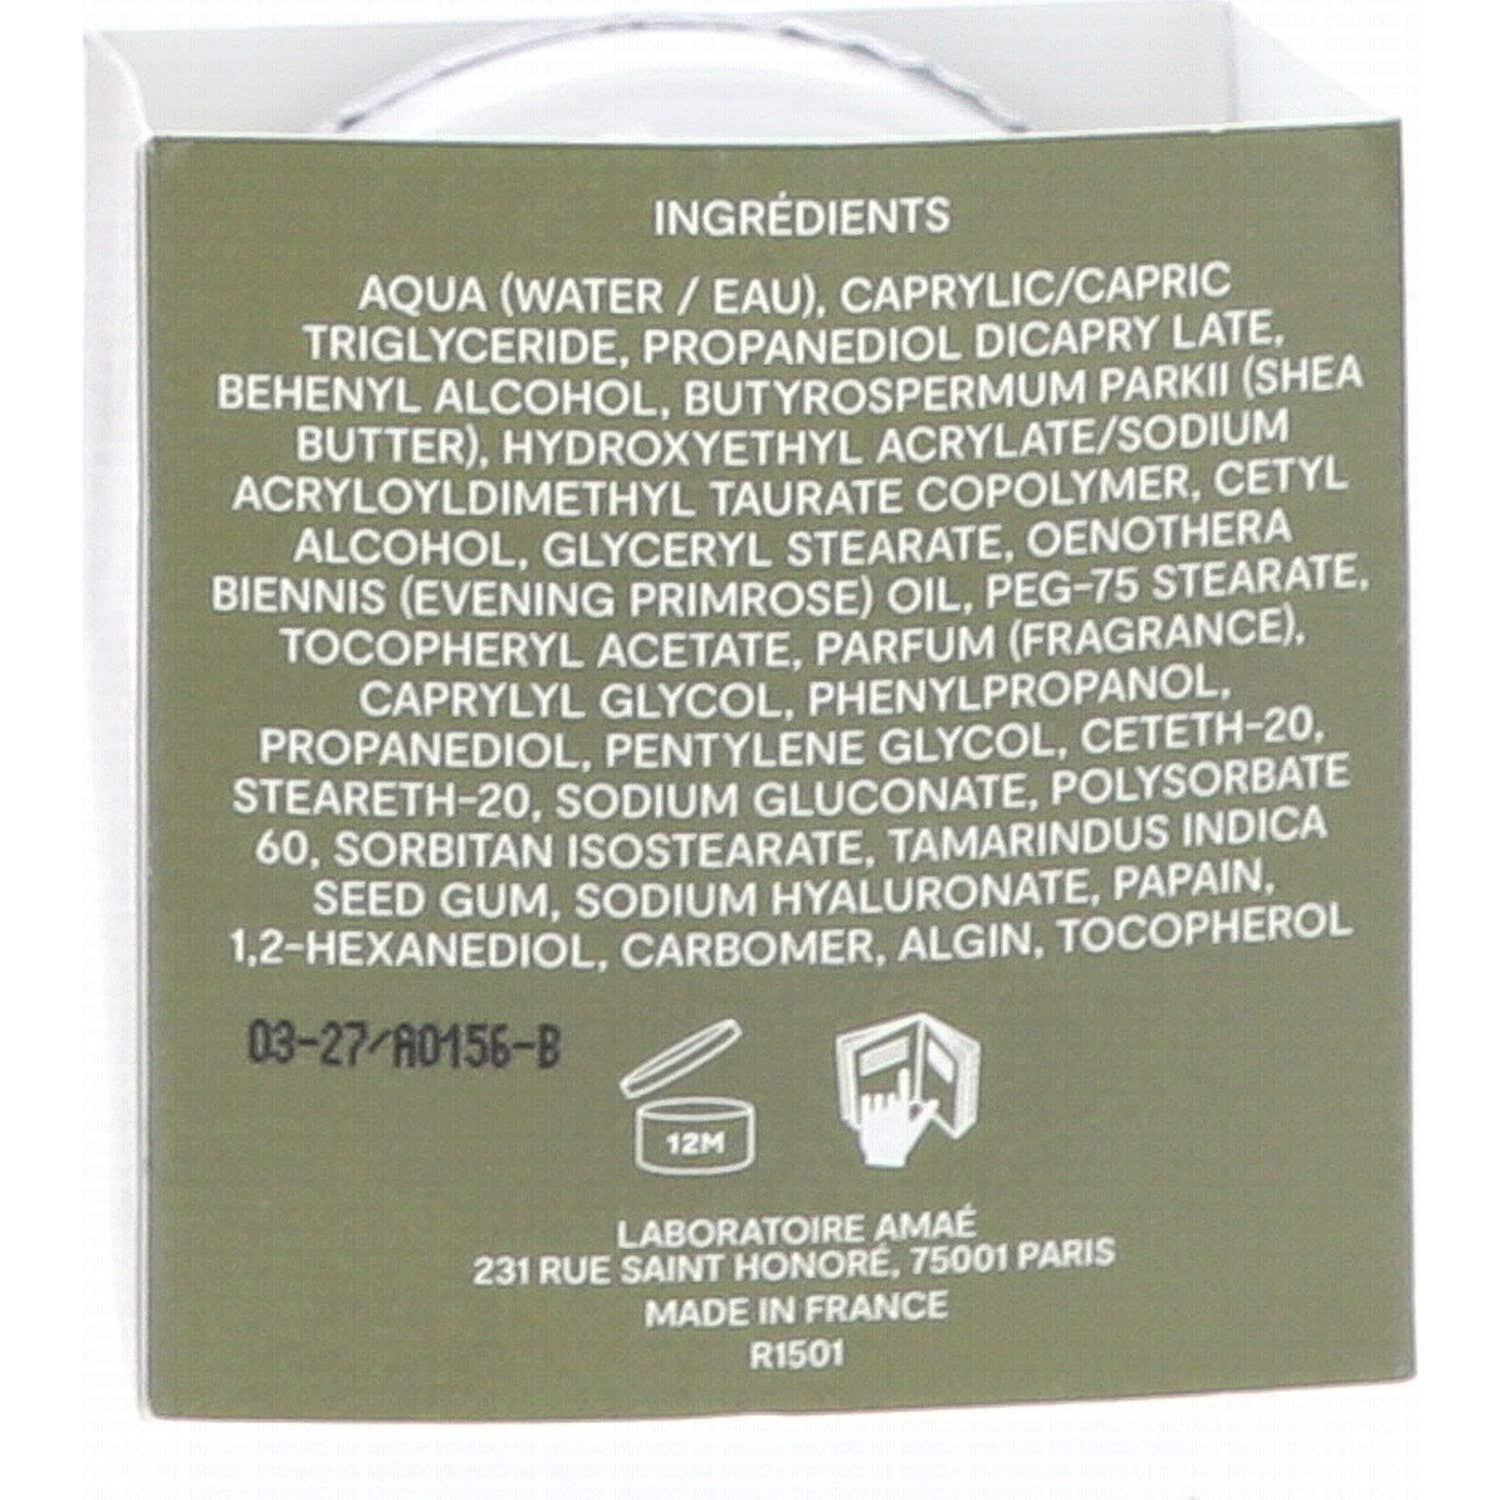 INGRÉDIENTS
AQUA (WATER / EAU), CAPRYLIC/CAPRIC
TRIGLYCERIDE, PROPANEDIOL DICAPRY LATE,
BEHENYL ALCOHOL, BUTYROSPERMUM PARKII (SHEA
BUTTER), HYDROXYETHYL ACRYLATE/SODIUM
ACRYLOYLDIMETHYL TAURATE COPOLYMER, CETYL
ALCOHOL, GLYCERYL STEARATE, OENOTHERA
BIENNIS (EVENING PRIMROSE) OIL, PEG-75 STEARATE,
TOCOPHERYL ACETATE, PARFUM (FRAGRANCE),
CAPRYLYL GLYCOL, PHENYLPROPANOL,
PROPANEDIOL, PENTYLENE GLYCOL, CETETH-20,
STEARETH-20, SODIUM GLUCONATE, POLYSORBATE
60, SORBITAN ISOSTEARATE, TAMARINDUS INDICA
SEED GUM, SODIUM HYALURONATE, PAPAIN,
1,2-HEXANEDIOL, CARBOMER, ALGIN, TOCOPHEROL
03-27/A0156-B
12M
LABORATOIRE AMAÉ
231 RUE SAINT HONORÉ, 75001 PARIS
MADE IN FRANCE
R1501